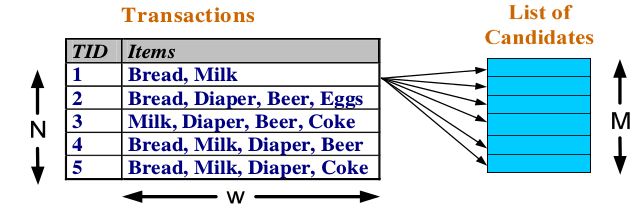 Transactions
List of
Candidates
TID Items
1 Bread, Milk
2 Bread, Diaper, Beer, Eggs
3 Milk, Diaper, Beer, Coke
4 Bread, Milk, Diaper, Beer
5 Bread, Milk, Diaper, Coke
N
M
w